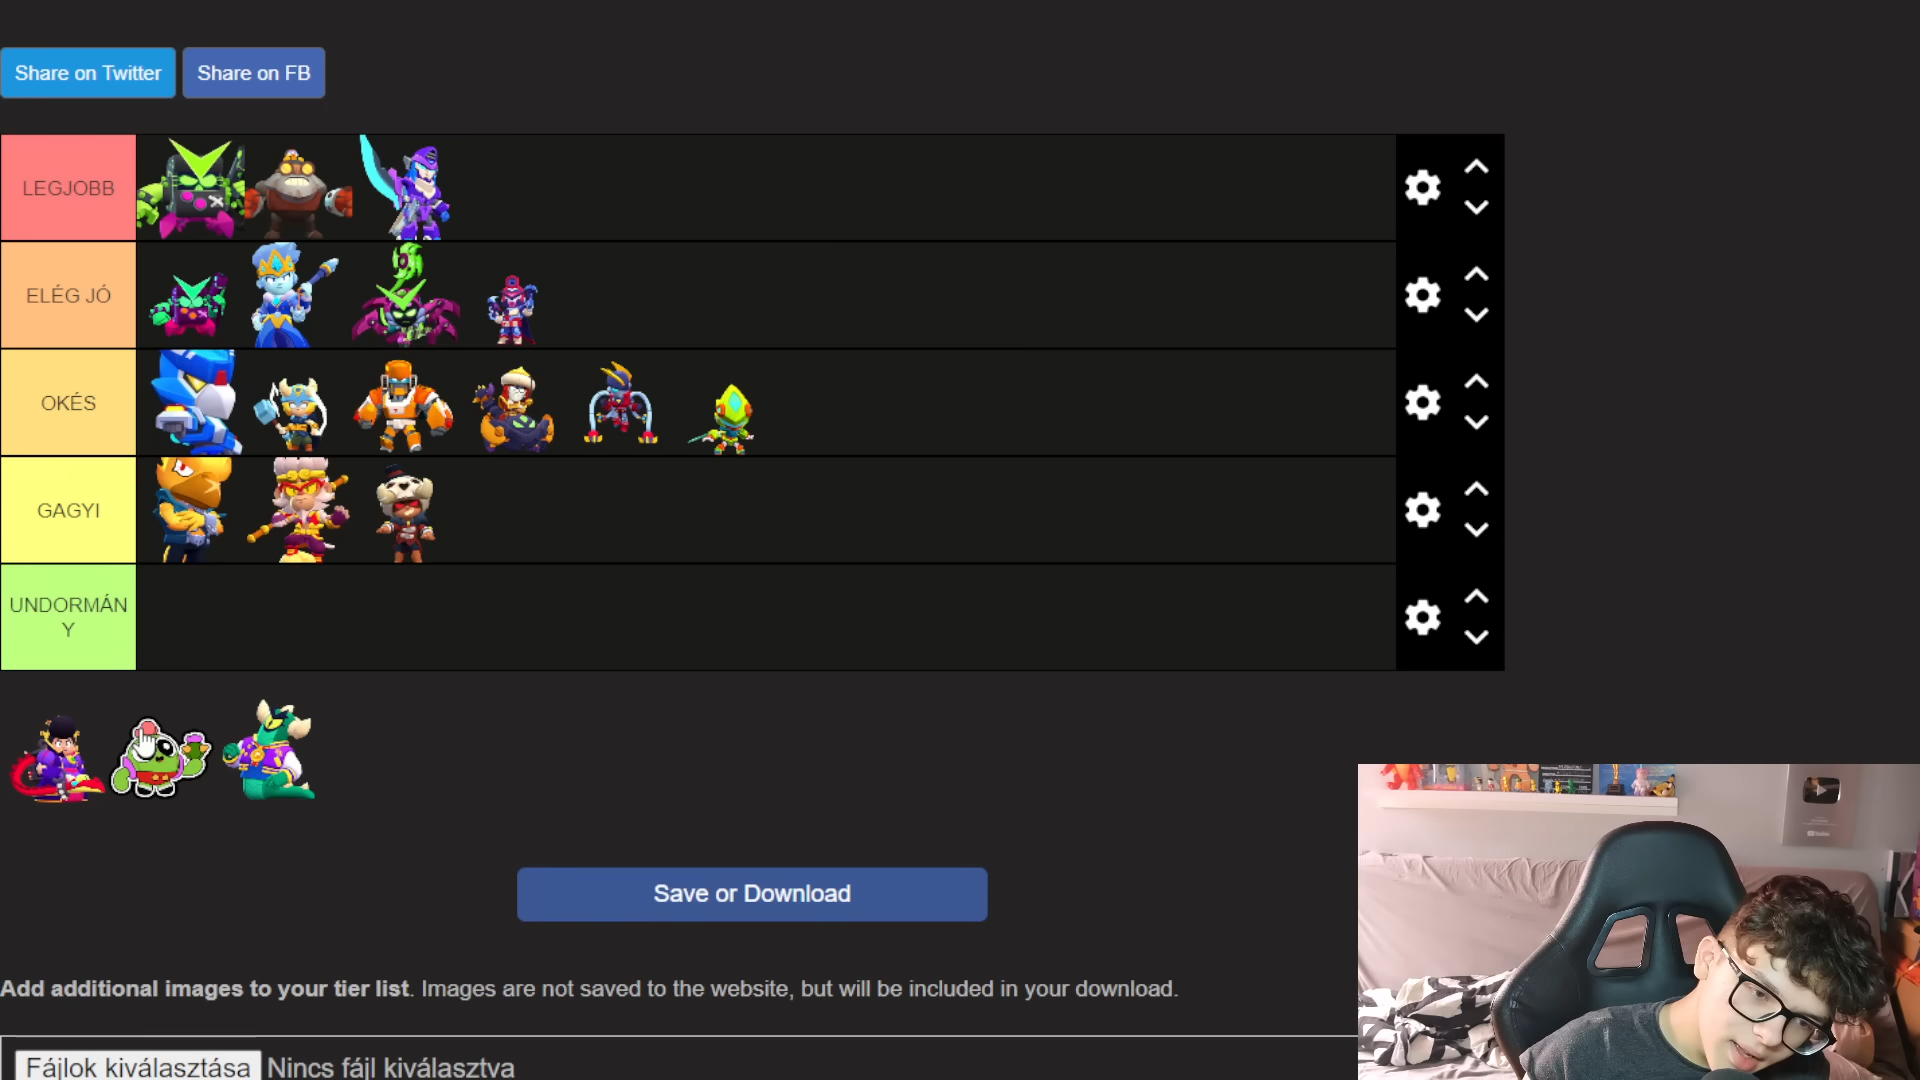 Share on Twitter
Share on FB
LEGJOBB
ELÉG JÓ
OKÉS
GAGYI
UNDORMÁN
Y
Save or Download
Add additional images to your tier list. Images are not saved to the website, but will be included in your download.
Fájlok kiválasztása Nincs fájl kiválasztva